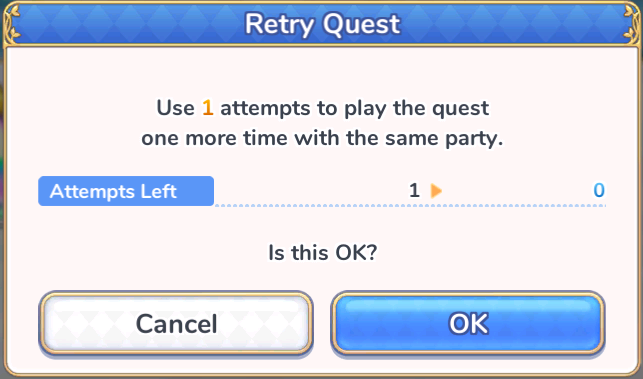 Retry Quest
Use 1 attempts to play the quest
one more time with the same party.
Attempts Left 1 ▶ 0
Is this OK?
Cancel OK